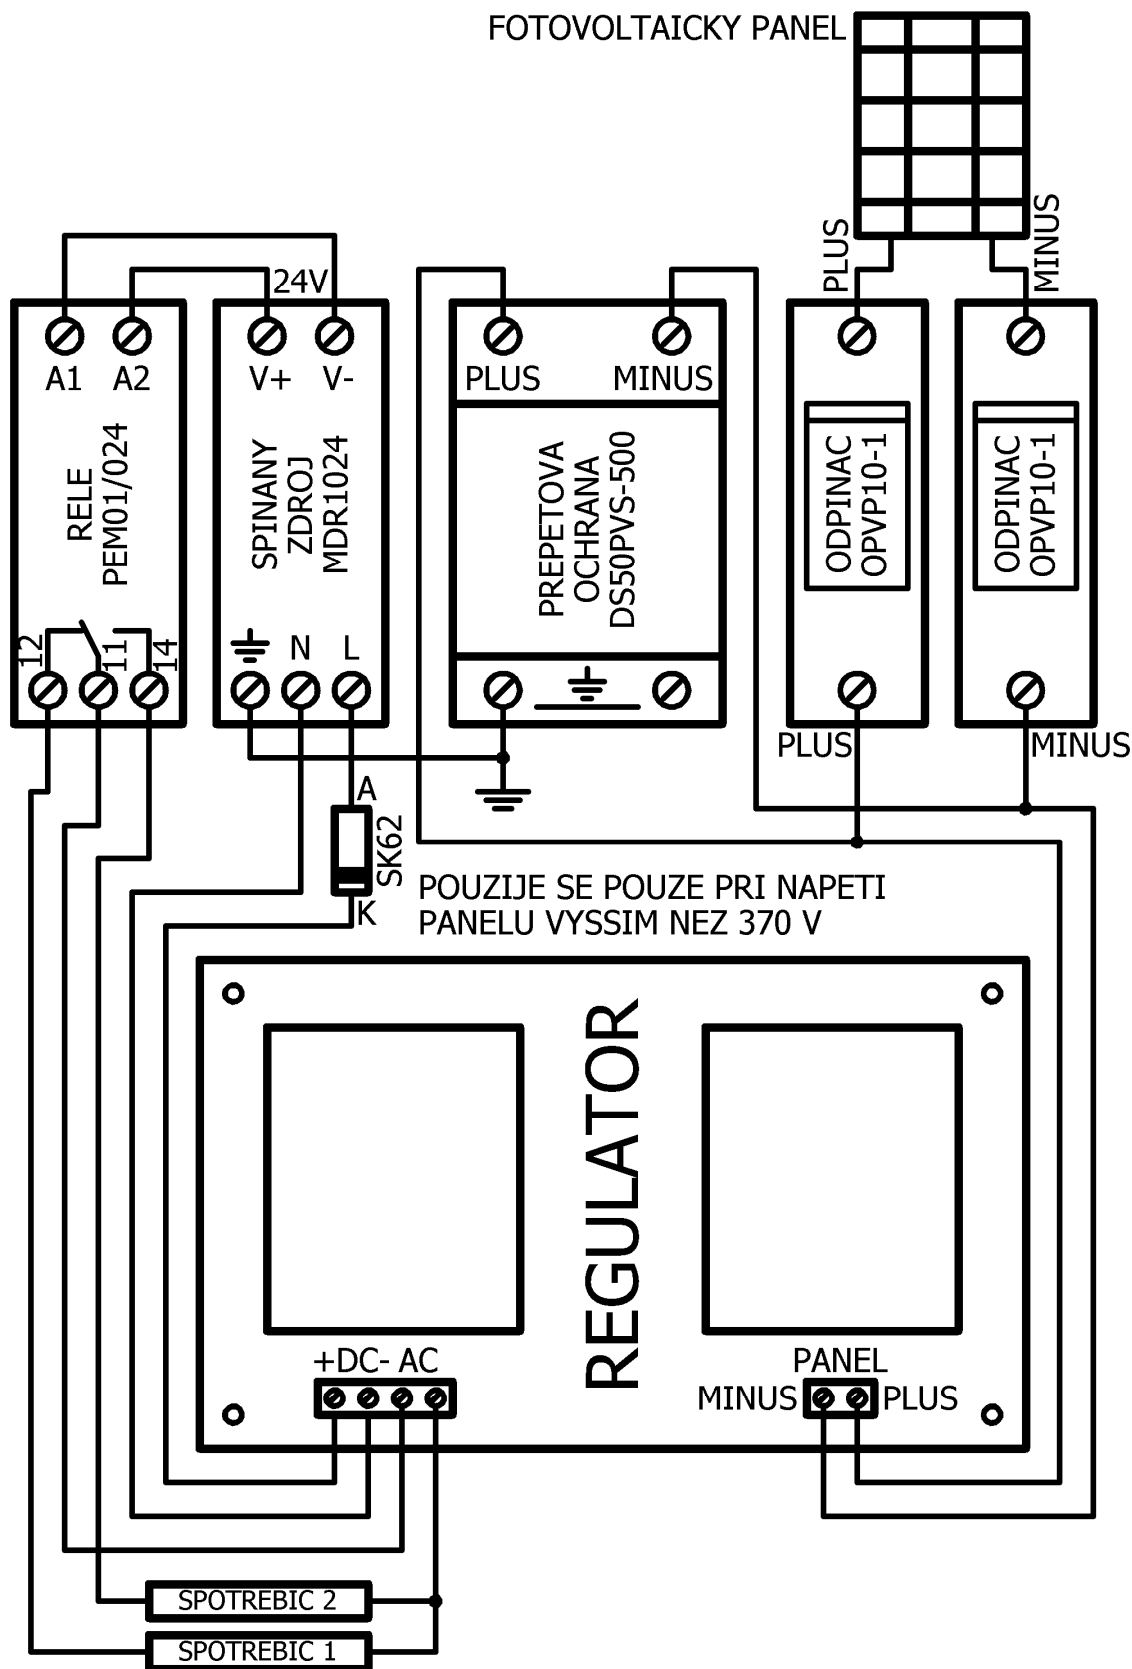 FOTOVOLTAICKY PANEL
PLUS
MINUS
24V
A1 A2
V+ V-
PLUS MINUS
RELE
PEM01/024
SPINANY
ZDROJ
MDR1024
PREPETOVA
OCHRANA
DS50PVS-500
ODPINAC
OPVP10-1
ODPINAC
OPVP10-1
12
11
14
N L
PLUS
MINUS
A
SK62
K
POUZIJE SE POUZE PRI NAPETI
PANELU VYSSIM NEZ 370 V
REGULATOR
+DC- AC
PANEL
MINUS PLUS
SPOTREBIC 2
SPOTREBIC 1